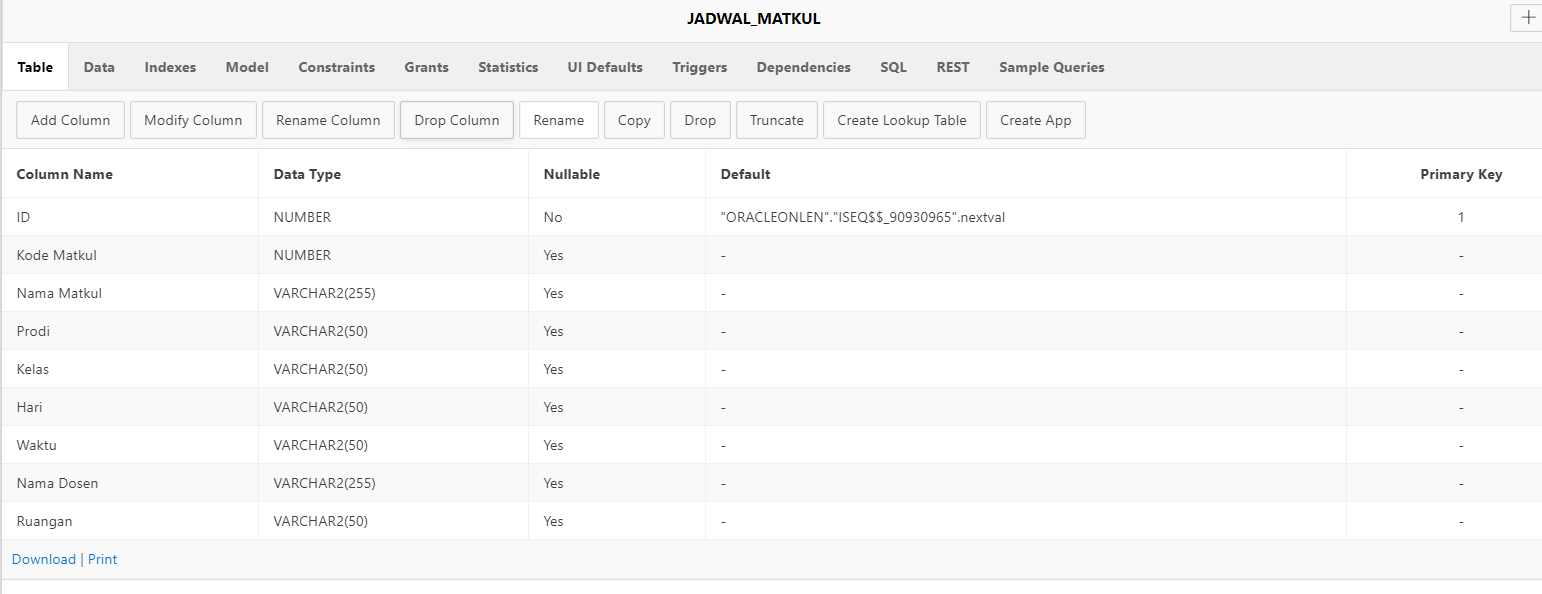 JADWAL_MATKUL
Table Data Indexes Model Constraints Grants Statistics UI Defaults Triggers Dependencies SQL REST Sample Queries
Add Column Modify Column Rename Column Drop Column Rename Copy Drop Truncate Create Lookup Table Create App
Column Name Data Type Nullable Default Primary Key
ID NUMBER No "ORACLEONLEN"."ISEQ$$_90930965".nextval 1
Kode Matkul NUMBER Yes - -
Nama Matkul VARCHAR2(255) Yes - -
Prodi VARCHAR2(50) Yes - -
Kelas VARCHAR2(50) Yes - -
Hari VARCHAR2(50) Yes - -
Waktu VARCHAR2(50) Yes - -
Nama Dosen VARCHAR2(255) Yes - -
Ruangan VARCHAR2(50) Yes - -
Download | Print